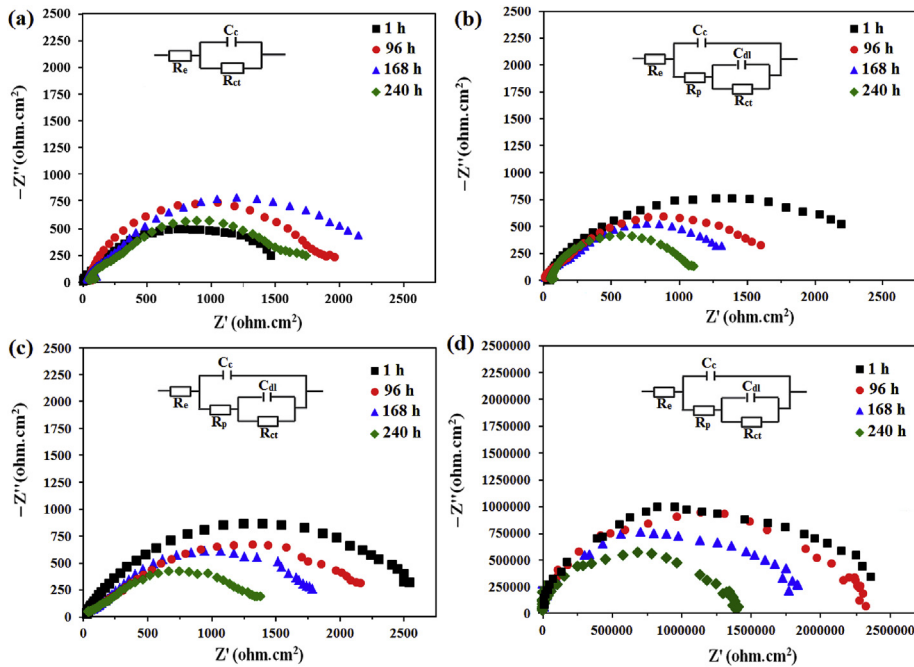 (a)
2500
2250
2000
1750
1500
1250
1000
750
500
250
0
500
1000
1500
2000
2500
−Z''(ohm.cm²)
Z' (ohm.cm²)
Cc
Re
Rct
1 h
96 h
168 h
240 h
(b)
2500
2250
2000
1750
1500
1250
1000
750
500
250
0
500
1000
1500
2000
2500
−Z''(ohm.cm²)
Z' (ohm.cm²)
Cc
Cdl
Re
Rp
Rct
1 h
96 h
168 h
240 h
(c)
2500
2250
2000
1750
1500
1250
1000
750
500
250
0
0
500
1000
1500
2000
2500
−Z''(ohm.cm²)
Z' (ohm.cm²)
Cc
Cdl
Re
Rp
Rct
1 h
96 h
168 h
240 h
(d)
2500000
2250000
2000000
1750000
1500000
1250000
1000000
750000
500000
250000
0
0
500000
1000000
1500000
2000000
2500000
−Z''(ohm.cm²)
Z' (ohm.cm²)
Cc
Cdl
Re
Rp
Rct
1 h
96 h
168 h
240 h